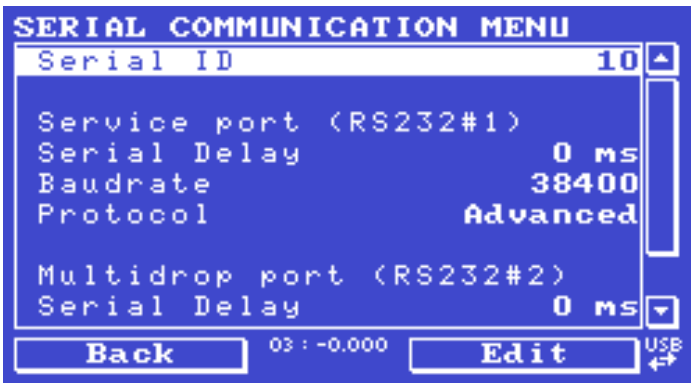 SERIAL COMMUNICATION MENU
Serial ID 10
Service port (RS232#1)
Serial Delay 0 ms
Baudrate 38400
Protocol Advanced
Multidrop port (RS232#2)
Serial Delay 0 ms
Back 03:-0.000 Edit USB